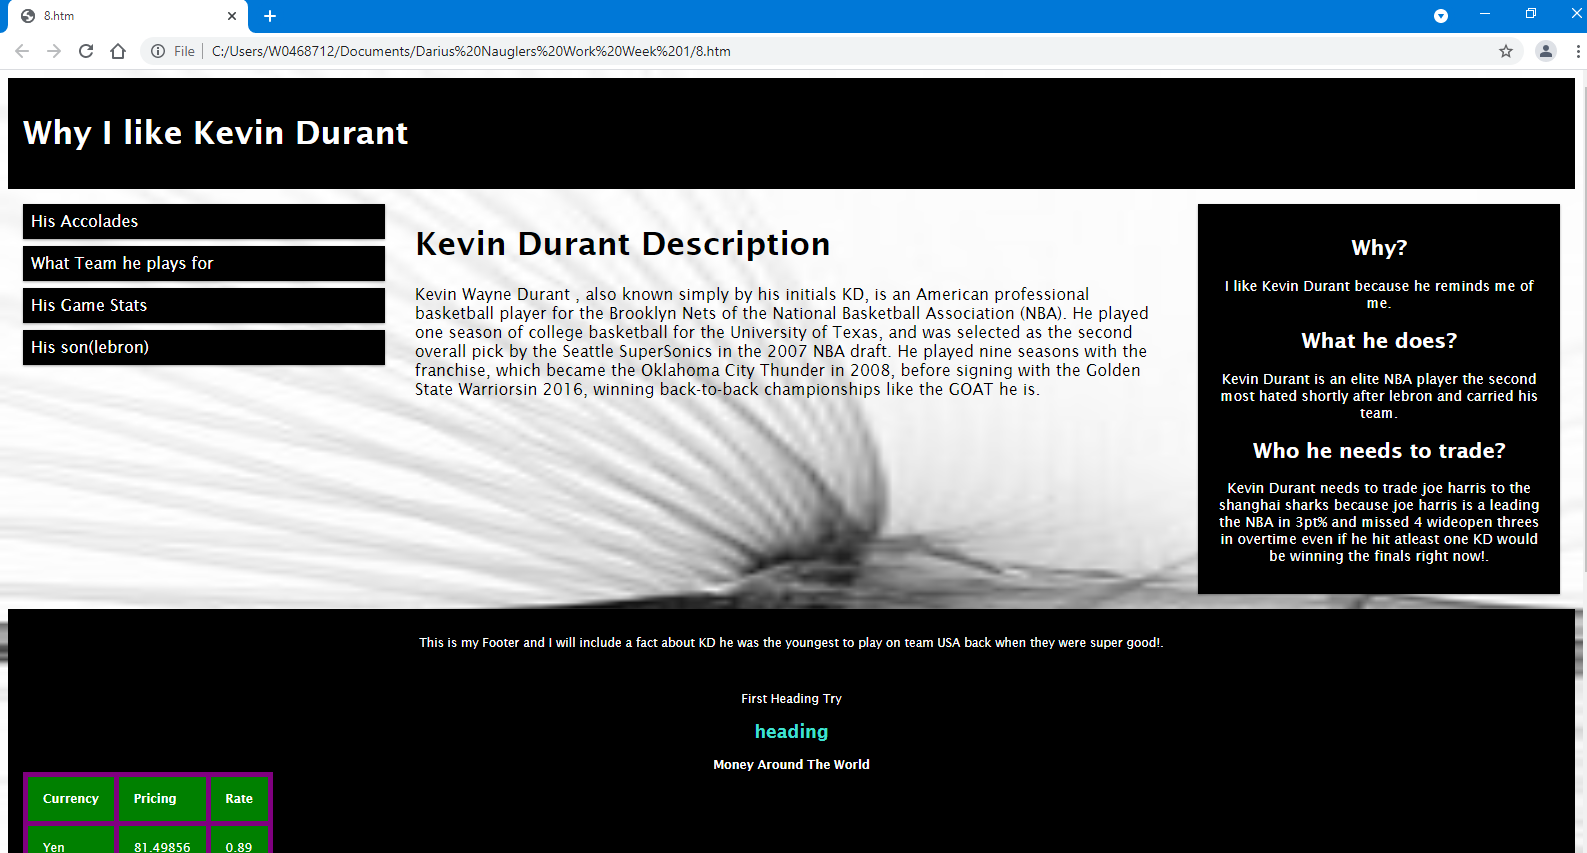 8.htm
File
C:/Users/W0468712/Documents/Darius%20Nauglers%20Work%20Week%201/8.htm
Why I like Kevin Durant
His Accolades
What Team he plays for
His Game Stats
His son(lebron)
Kevin Durant Description
Kevin Wayne Durant , also known simply by his initials KD, is an American professional
basketball player for the Brooklyn Nets of the National Basketball Association (NBA). He played
one season of college basketball for the University of Texas, and was selected as the second
overall pick by the Seattle SuperSonics in the 2007 NBA draft. He played nine seasons with the
franchise, which became the Oklahoma City Thunder in 2008, before signing with the Golden
State Warriorsin 2016, winning back-to-back championships like the GOAT he is.
Why?
I like Kevin Durant because he reminds me of
me.
What he does?
Kevin Durant is an elite NBA player the second
most hated shortly after lebron and carried his
team.
Who he needs to trade?
Kevin Durant needs to trade joe harris to the
shanghai sharks because joe harris is a leading
the NBA in 3pt% and missed 4 wideopen threes
in overtime even if he hit atleast one KD would
be winning the finals right now!.
This is my Footer and I will include a fact about KD he was the youngest to play on team USA back when they were super good!.
First Heading Try
heading
Money Around The World
Currency Pricing Rate
Yen 81.49856 0.89